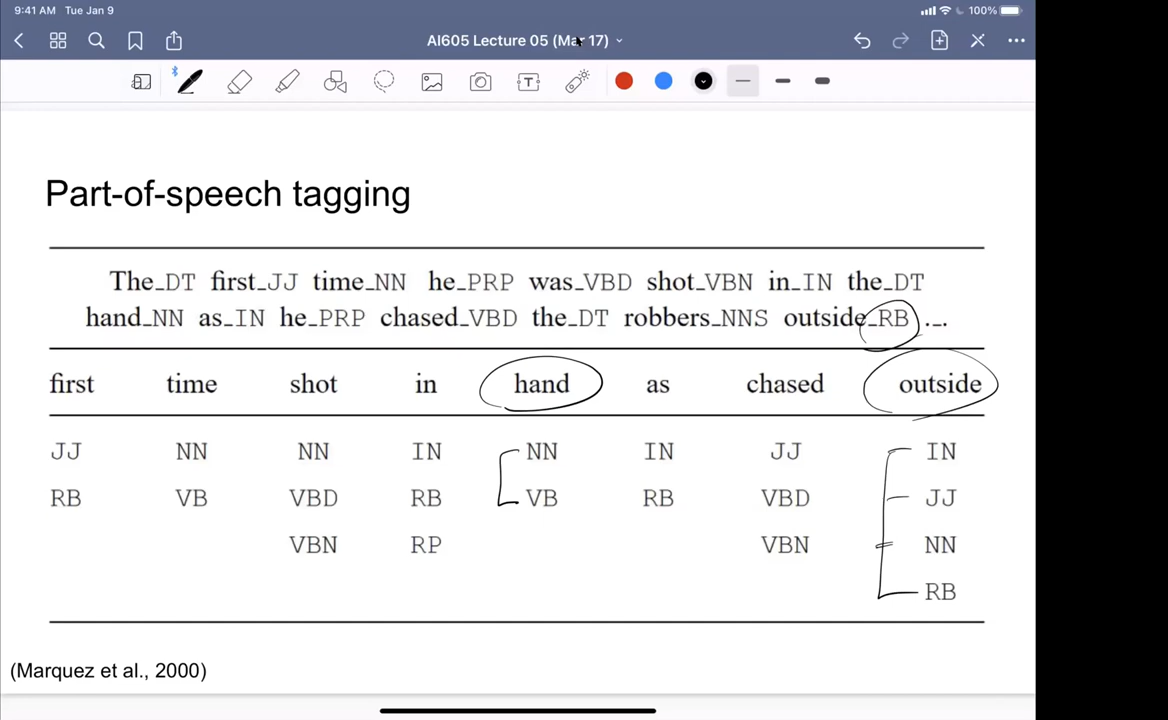 9:41 AM Tue Jan 9 100%
AI605 Lecture 05 (Mar 17)
Part-of-speech tagging
The_DT first_JJ time_NN he_PRP was_VBD shot_VBN in_IN the_DT
hand_NN as_IN he_PRP chased_VBD the_DT robbers_NNS outside_RB ._.
first time shot in hand as chased outside
JJ NN NN IN NN IN JJ IN
RB VB VBD RB VB RB VBD JJ
VBN RP VBN NN
RB
(Marquez et al., 2000)